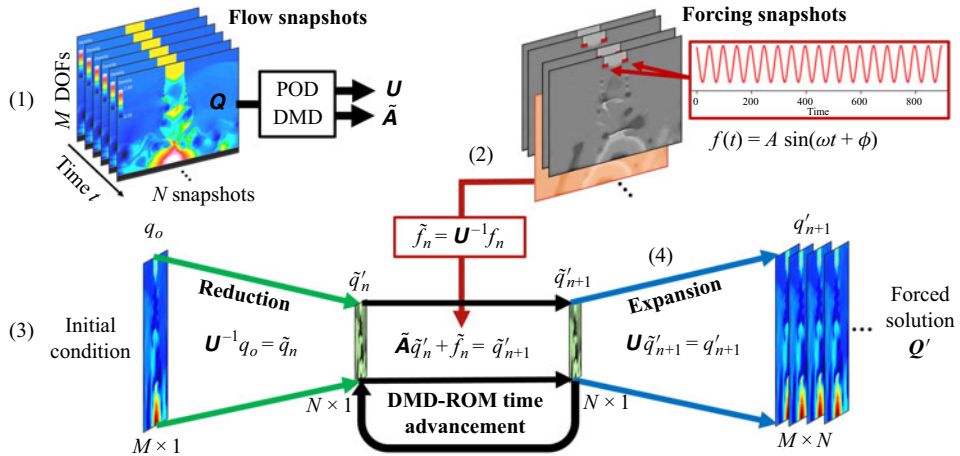 Flow snapshots
Forcing snapshots
(1)
M DOFs
Q
POD
DMD
U
Ã
Time t
N snapshots
0 200 400 600 800
Time
f(t) = A sin(ωt + ϕ)
(2)
f̃ₙ = U⁻¹fₙ
(3)
Initial
condition
qₒ
Reduction
U⁻¹qₒ = q̃ₙ
M × 1
q̃′ₙ
N × 1
Ãq̃′ₙ + f̃ₙ = q̃′ₙ₊₁
DMD-ROM time
advancement
q̃′ₙ₊₁
N × 1
(4)
Expansion
Uq̃′ₙ₊₁ = q′ₙ₊₁
q′ₙ₊₁
M × N
Forced
solution
Q′